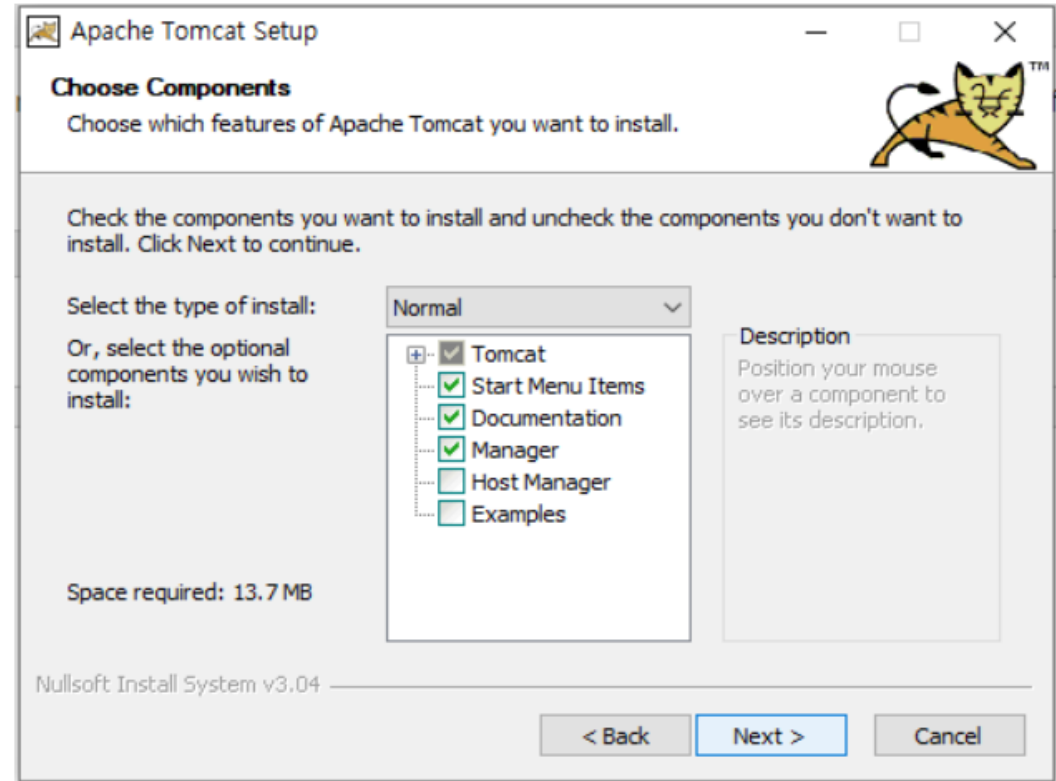 Apache Tomcat Setup
Choose Components
Choose which features of Apache Tomcat you want to install.
TM
Check the components you want to install and uncheck the components you don't want to
install. Click Next to continue.
Select the type of install:
Normal
Or, select the optional
components you wish to
install:
Tomcat
Start Menu Items
Documentation
Manager
Host Manager
Examples
Description
Position your mouse
over a component to
see its description.
Space required: 13.7 MB
Nullsoft Install System v3.04
< Back
Next >
Cancel